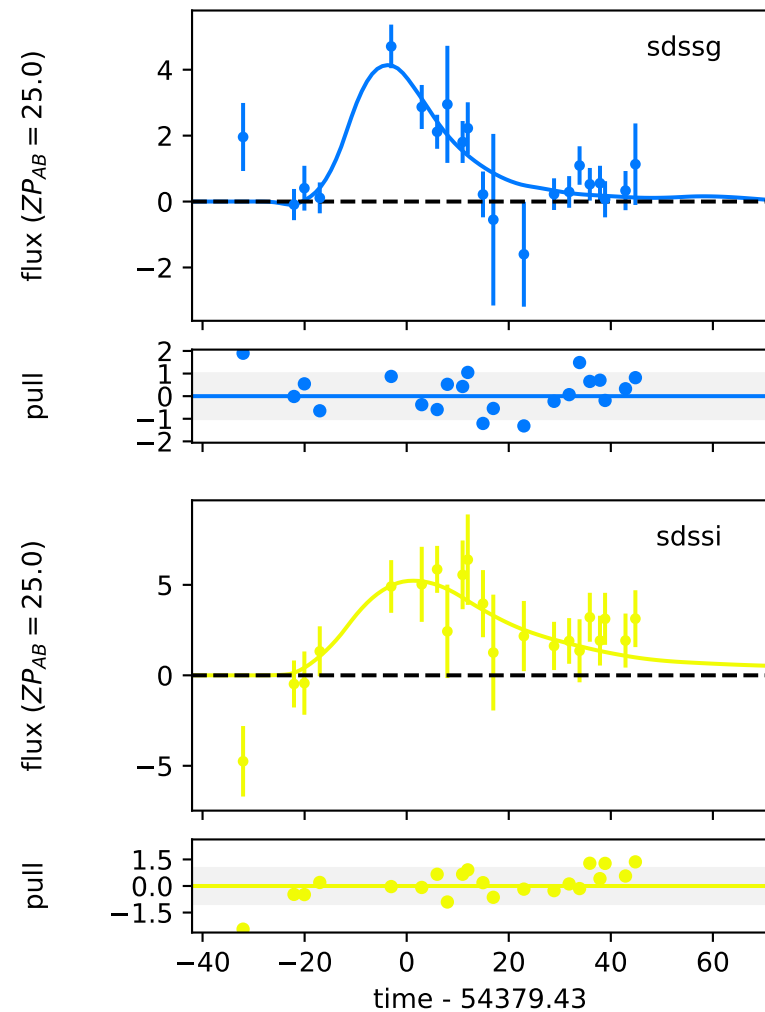 sdssg
flux (ZP_AB = 25.0)
4
2
0
−2
pull
2
1
0
−1
−2
sdssi
flux (ZP_AB = 25.0)
5
0
−5
pull
1.5
0.0
−1.5
−40 −20 0 20 40 60
time - 54379.43